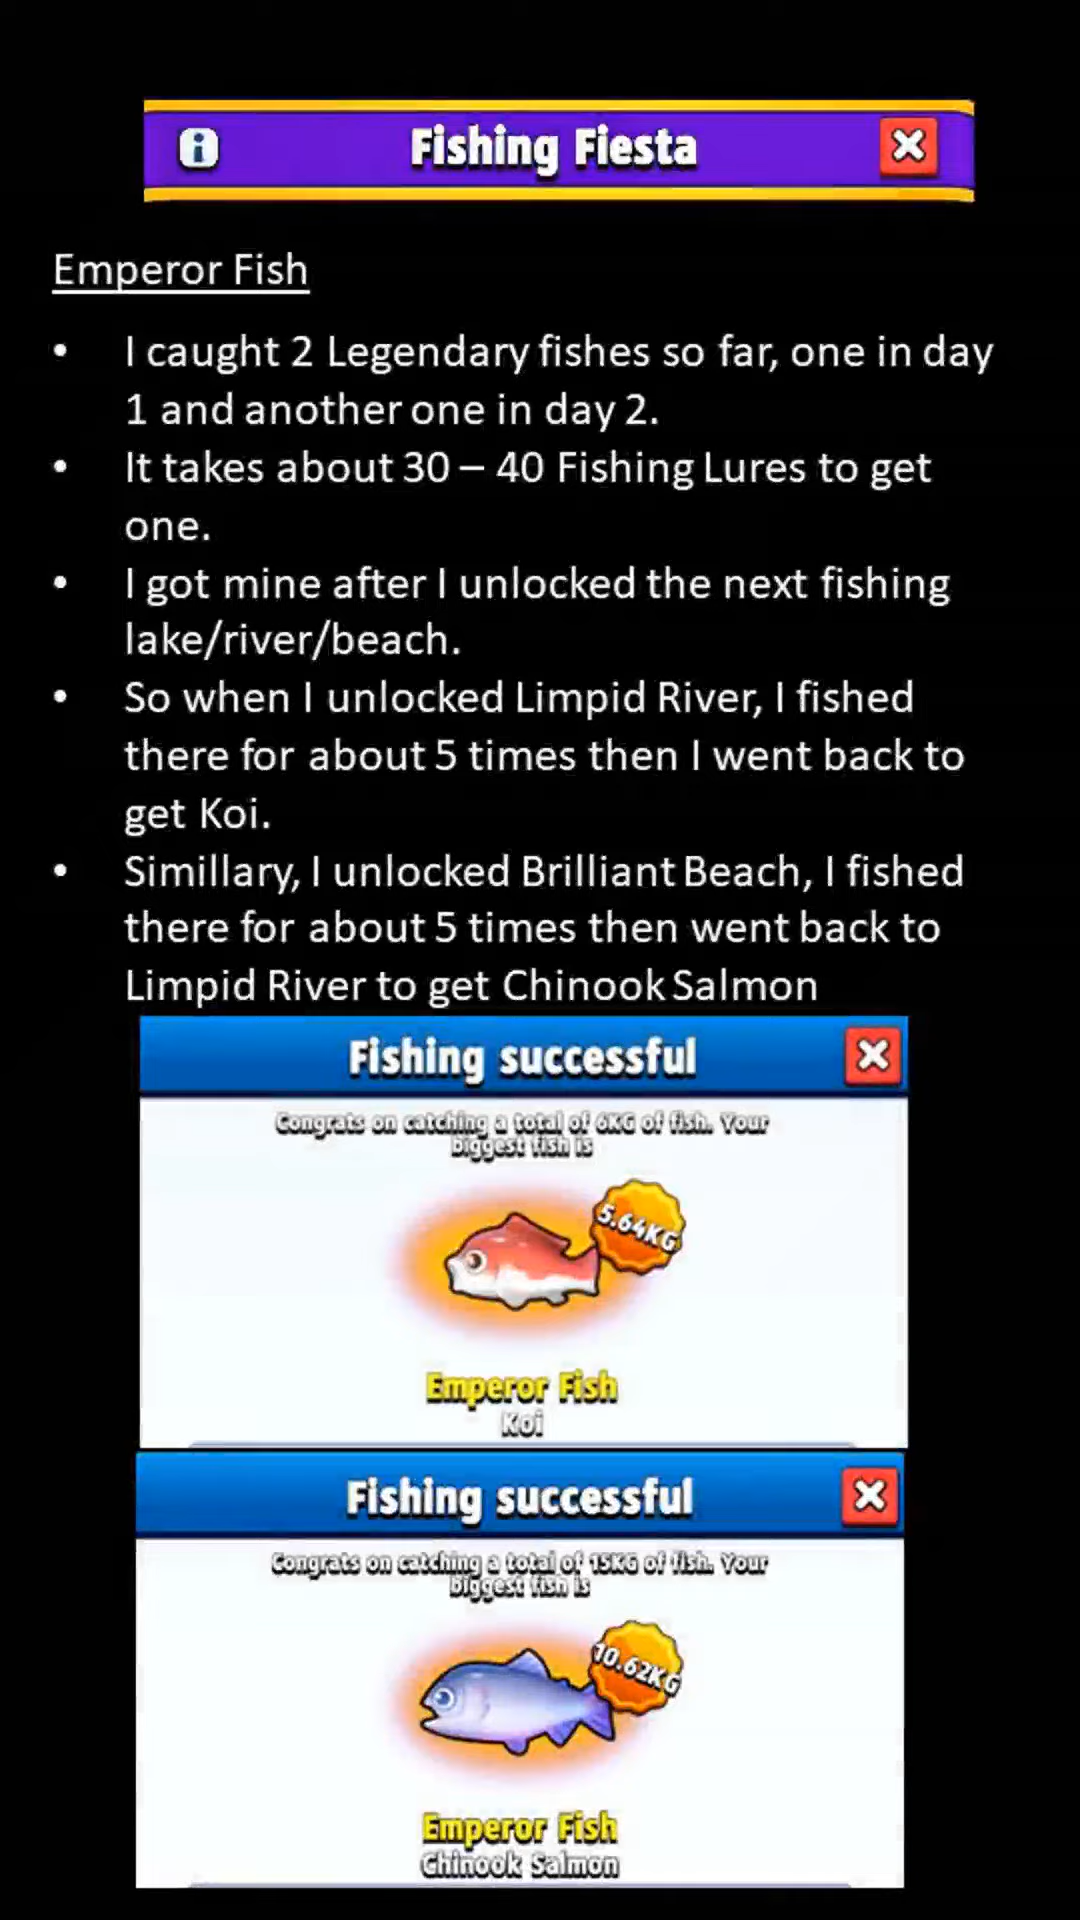 Fishing Fiesta
Emperor Fish
• I caught 2 Legendary fishes so far, one in day
1 and another one in day 2.
• It takes about 30 – 40 Fishing Lures to get
one.
• I got mine after I unlocked the next fishing
lake/river/beach.
• So when I unlocked Limpid River, I fished
there for about 5 times then I went back to
get Koi.
• Simillary, I unlocked Brilliant Beach, I fished
there for about 5 times then went back to
Limpid River to get Chinook Salmon
Fishing successful
Congrats on catching a total of 6KG of fish. Your
biggest fish is
5.64KG
Emperor Fish
Koi
Fishing successful
Congrats on catching a total of 15KG of fish. Your
biggest fish is
10.62KG
Emperor Fish
Chinook Salmon